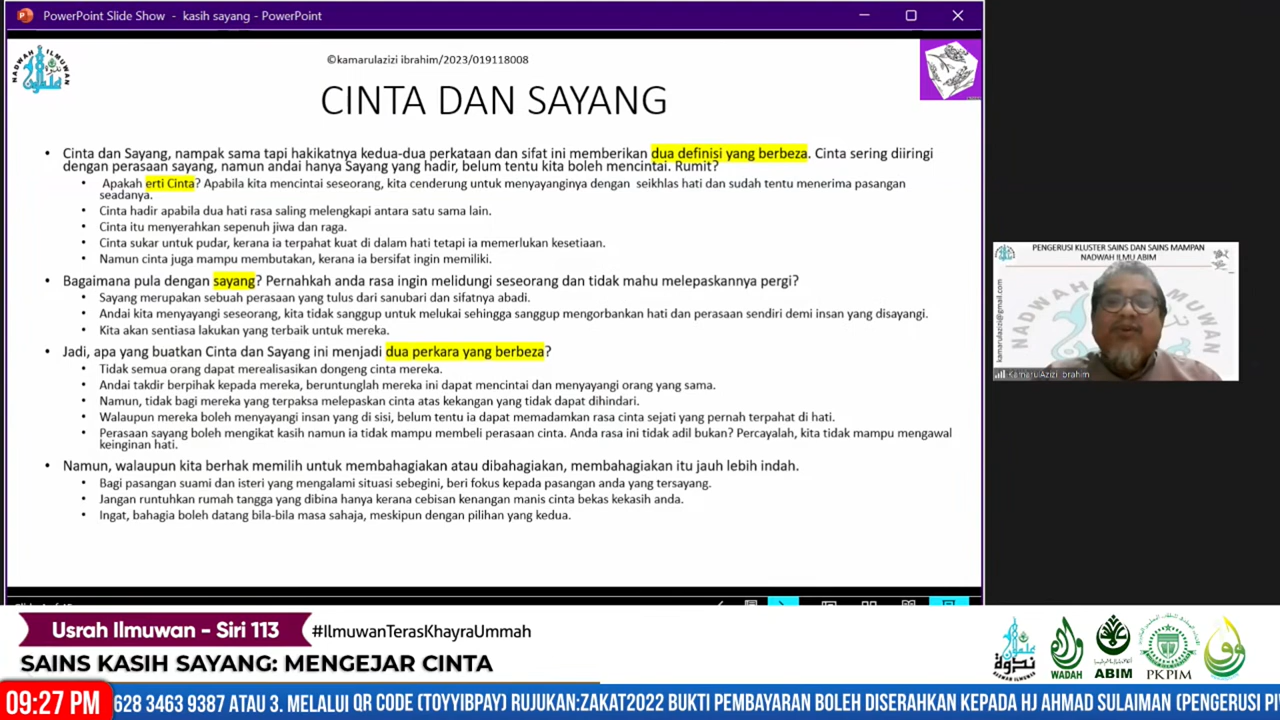 PowerPoint Slide Show - kasih sayang - PowerPoint
NADWAH ILMUWAN
©kamarulazizi ibrahim/2023/019118008
CINTA DAN SAYANG
• Cinta dan Sayang, nampak sama tapi hakikatnya kedua-dua perkataan dan sifat ini memberikan dua definisi yang berbeza. Cinta sering diiringi
dengan perasaan sayang, namun andai hanya Sayang yang hadir, belum tentu kita boleh mencintai. Rumit?
• Apakah erti Cinta? Apabila kita mencintai seseorang, kita cenderung untuk menyayanginya dengan seikhlas hati dan sudah tentu menerima pasangan
seadanya.
• Cinta hadir apabila dua hati rasa saling melengkapi antara satu sama lain.
• Cinta itu menyerahkan sepenuh jiwa dan raga.
• Cinta sukar untuk pudar, kerana ia terpahat kuat di dalam hati tetapi ia memerlukan kesetiaan.
• Namun cinta juga mampu membutakan, kerana ia bersifat ingin memiliki.
• Bagaimana pula dengan sayang? Pernahkah anda rasa ingin melidungi seseorang dan tidak mahu melepaskannya pergi?
• Sayang merupakan sebuah perasaan yang tulus dari sanubari dan sifatnya abadi.
• Andai kita menyayangi seseorang, kita tidak sanggup untuk melukai sehingga sanggup mengorbankan hati dan perasaan sendiri demi insan yang disayangi.
• Kita akan sentiasa lakukan yang terbaik untuk mereka.
• Jadi, apa yang buatkan Cinta dan Sayang ini menjadi dua perkara yang berbeza?
• Tidak semua orang dapat merealisasikan dongeng cinta mereka.
• Andai takdir berpihak kepada mereka, beruntunglah mereka ini dapat mencintai dan menyayangi orang yang sama.
• Namun, tidak bagi mereka yang terpaksa melepaskan cinta atas kekangan yang tidak dapat dihindari.
• Walaupun mereka boleh menyayangi insan yang di sisi, belum tentu ia dapat memadamkan rasa cinta sejati yang pernah terpahat di hati.
• Perasaan sayang boleh mengikat kasih namun ia tidak mampu membeli perasaan cinta. Anda rasa ini tidak adil bukan? Percayalah, kita tidak mampu mengawal
keinginan hati.
• Namun, walaupun kita berhak memilih untuk membahagiakan atau dibahagiakan, membahagiakan itu jauh lebih indah.
• Bagi pasangan suami dan isteri yang mengalami situasi sebegini, beri fokus kepada pasangan anda yang tersayang.
• Jangan runtuhkan rumah tangga yang dibina hanya kerana cebisan kenangan manis cinta bekas kekasih anda.
• Ingat, bahagia boleh datang bila-bila masa sahaja, meskipun dengan pilihan yang kedua.
PENGERUSI KLUSTER SAINS DAN SAINS MAMPAN
NADWAH ILMU ABIM
kamarulazizi@gmail.com
KamarulAzizi Ibrahim
Usrah Ilmuwan - Siri 113
#IlmuwanTerasKhayraUmmah
SAINS KASIH SAYANG: MENGEJAR CINTA
WADAH
ABIM
PKPIM
09:27 PM
628 3463 9387 ATAU 3. MELALUI QR CODE (TOYYIBPAY) RUJUKAN:ZAKAT2022 BUKTI PEMBAYARAN BOLEH DISERAHKAN KEPADA HJ AHMAD SULAIMAN (PENGERUSI